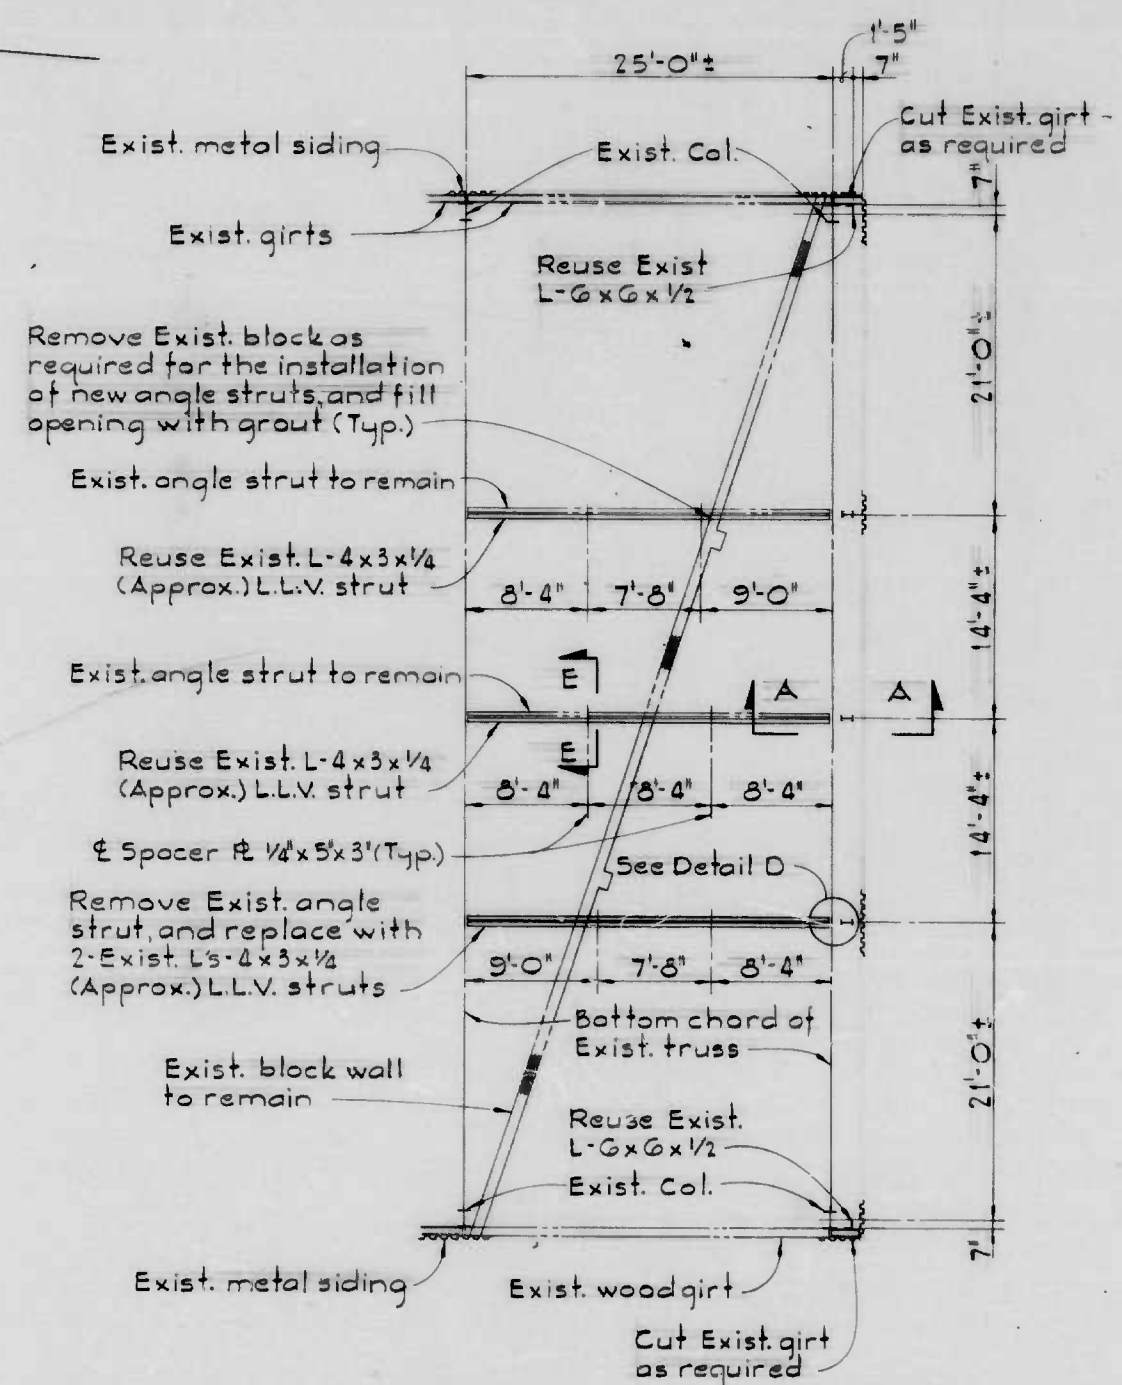 1'-5"
25'-0"±
7"
Cut Exist. girt -
as required
Exist. metal siding
Exist. Col.
7"
Exist. girts
Reuse Exist
L-6x6x1/2
21'-0"±
Remove Exist. block as
required for the installation
of new angle struts, and fill
opening with grout (Typ.)
Exist. angle strut to remain
Reuse Exist. L-4x3x1/4
(Approx.) L.L.V. strut
8'-4"
7'-8"
9'-0"
14'-4"±
Exist. angle strut to remain
E
A
A
E
Reuse Exist. L-4x3x1/4
(Approx.) L.L.V. strut
8'-4"
8'-4"
8'-4"
14'-4"±
℄ Spacer ⅊ 1/4"x5"x3" (Typ.)
See Detail D
Remove Exist. angle
strut, and replace with
2-Exist. L's-4x3x1/4
(Approx.) L.L.V. struts
9'-0"
7'-8"
8'-4"
Bottom chord of
Exist. truss
21'-0"±
Exist. block wall
to remain
Reuse Exist.
L-6x6x1/2
Exist. Col.
7"
Exist. metal siding
Exist. wood girt
Cut Exist. girt
as required